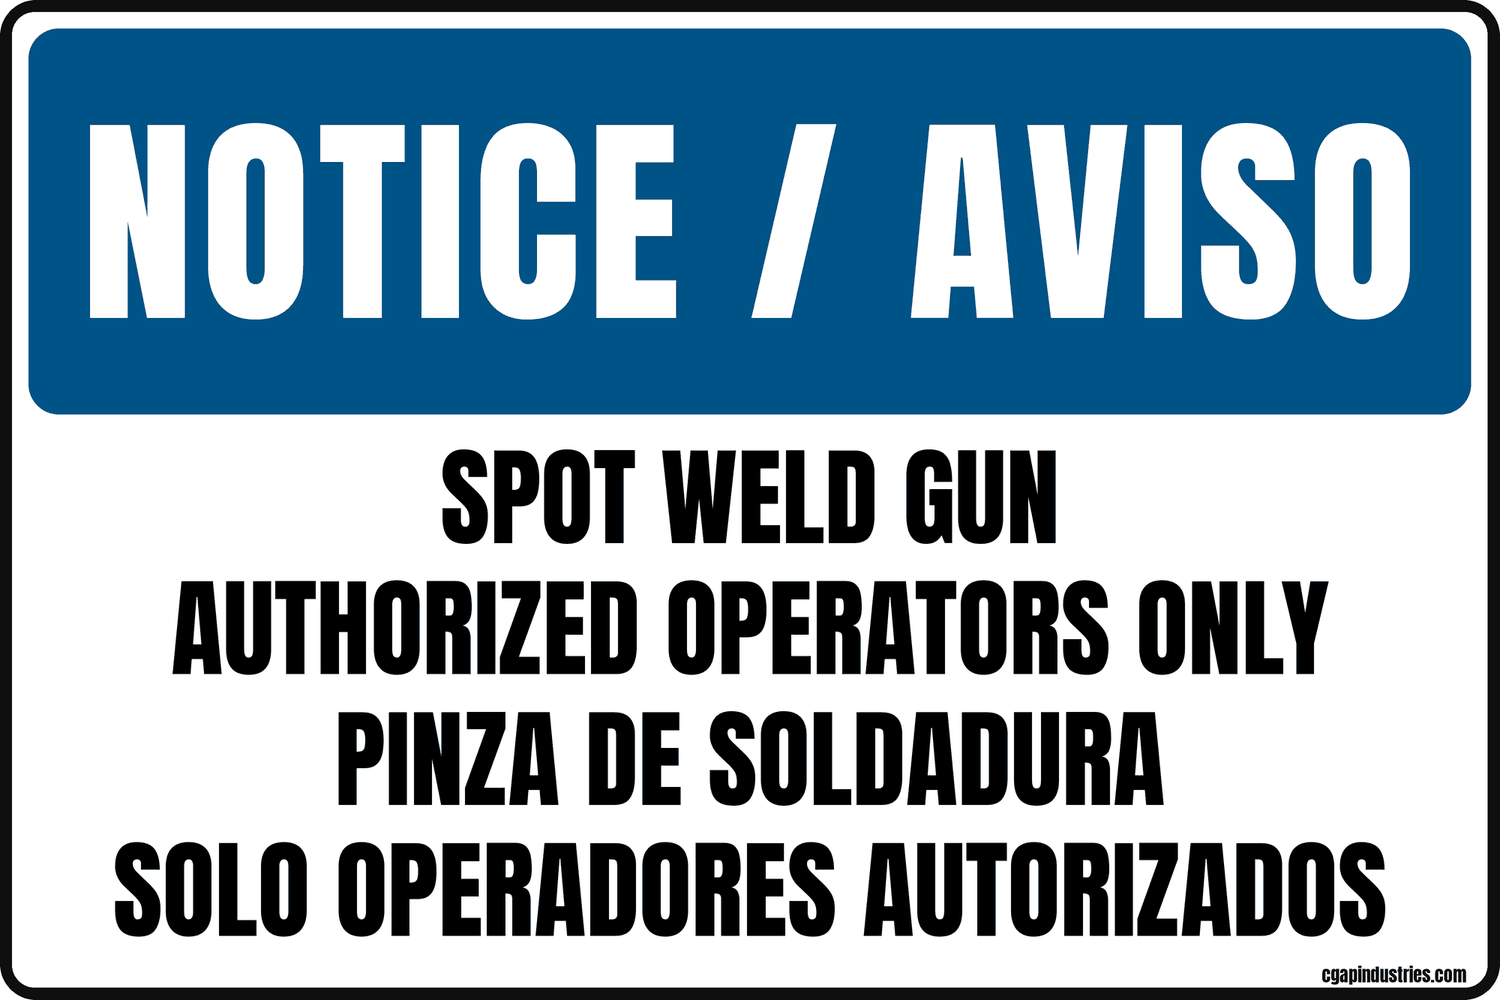 NOTICE / AVISO
SPOT WELD GUN
AUTHORIZED OPERATORS ONLY
PINZA DE SOLDADURA
SOLO OPERADORES AUTORIZADOS
cgapindustries.com